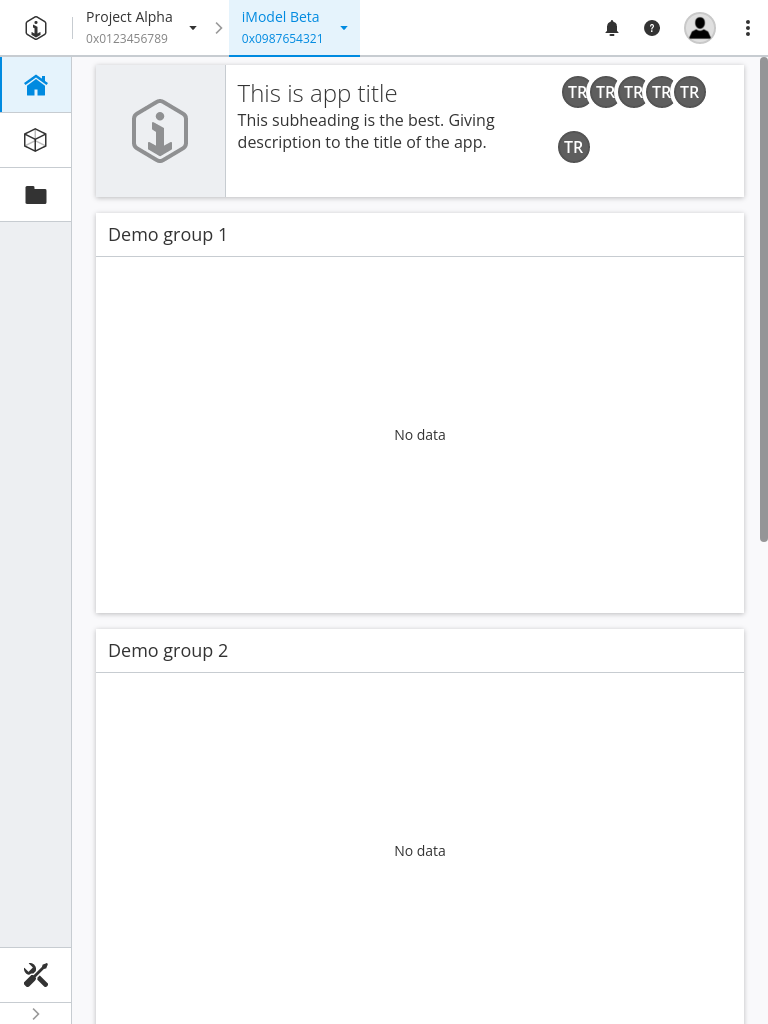 Project Alpha
0x0123456789
iModel Beta
0x0987654321
This is app title
This subheading is the best. Giving
description to the title of the app.
TR TR TR TR TR
TR
Demo group 1
No data
Demo group 2
No data